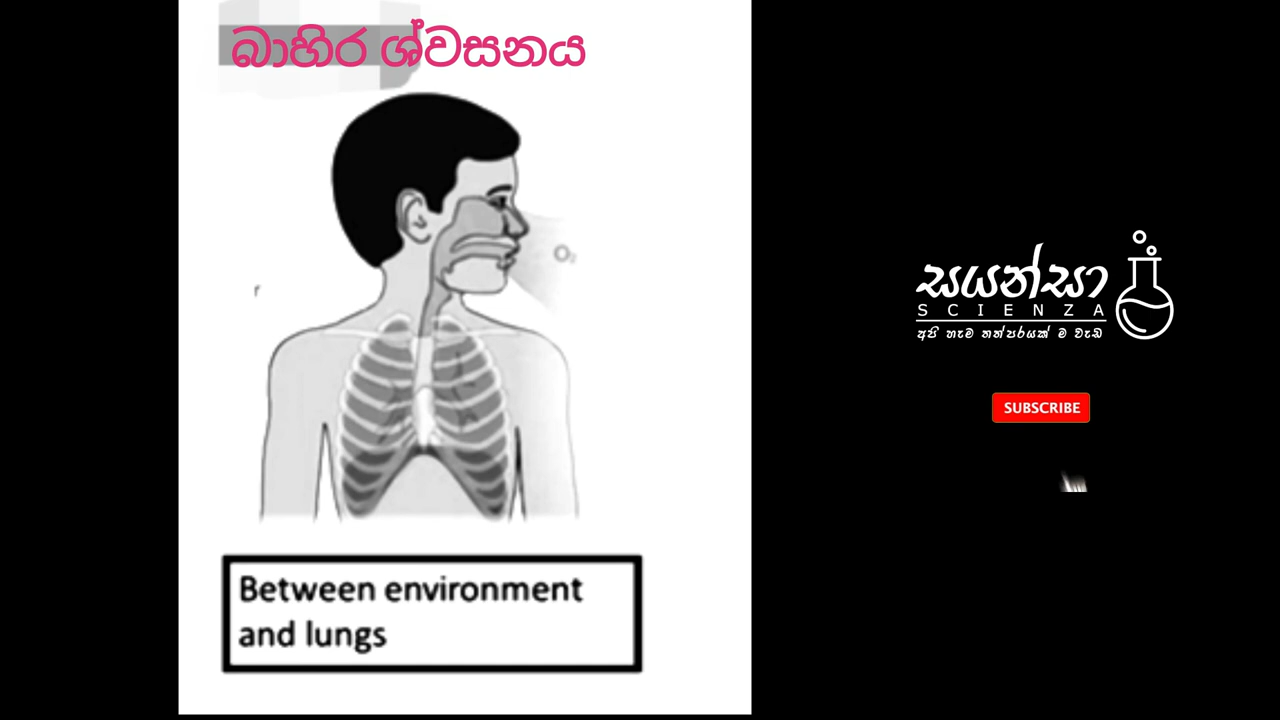 බාහිර ශ්වසනය
O₂
r
Between environment
and lungs
සයන්සා
SCIENZA
අපි හැම තත්පරයක් ම වැඩ
SUBSCRIBE